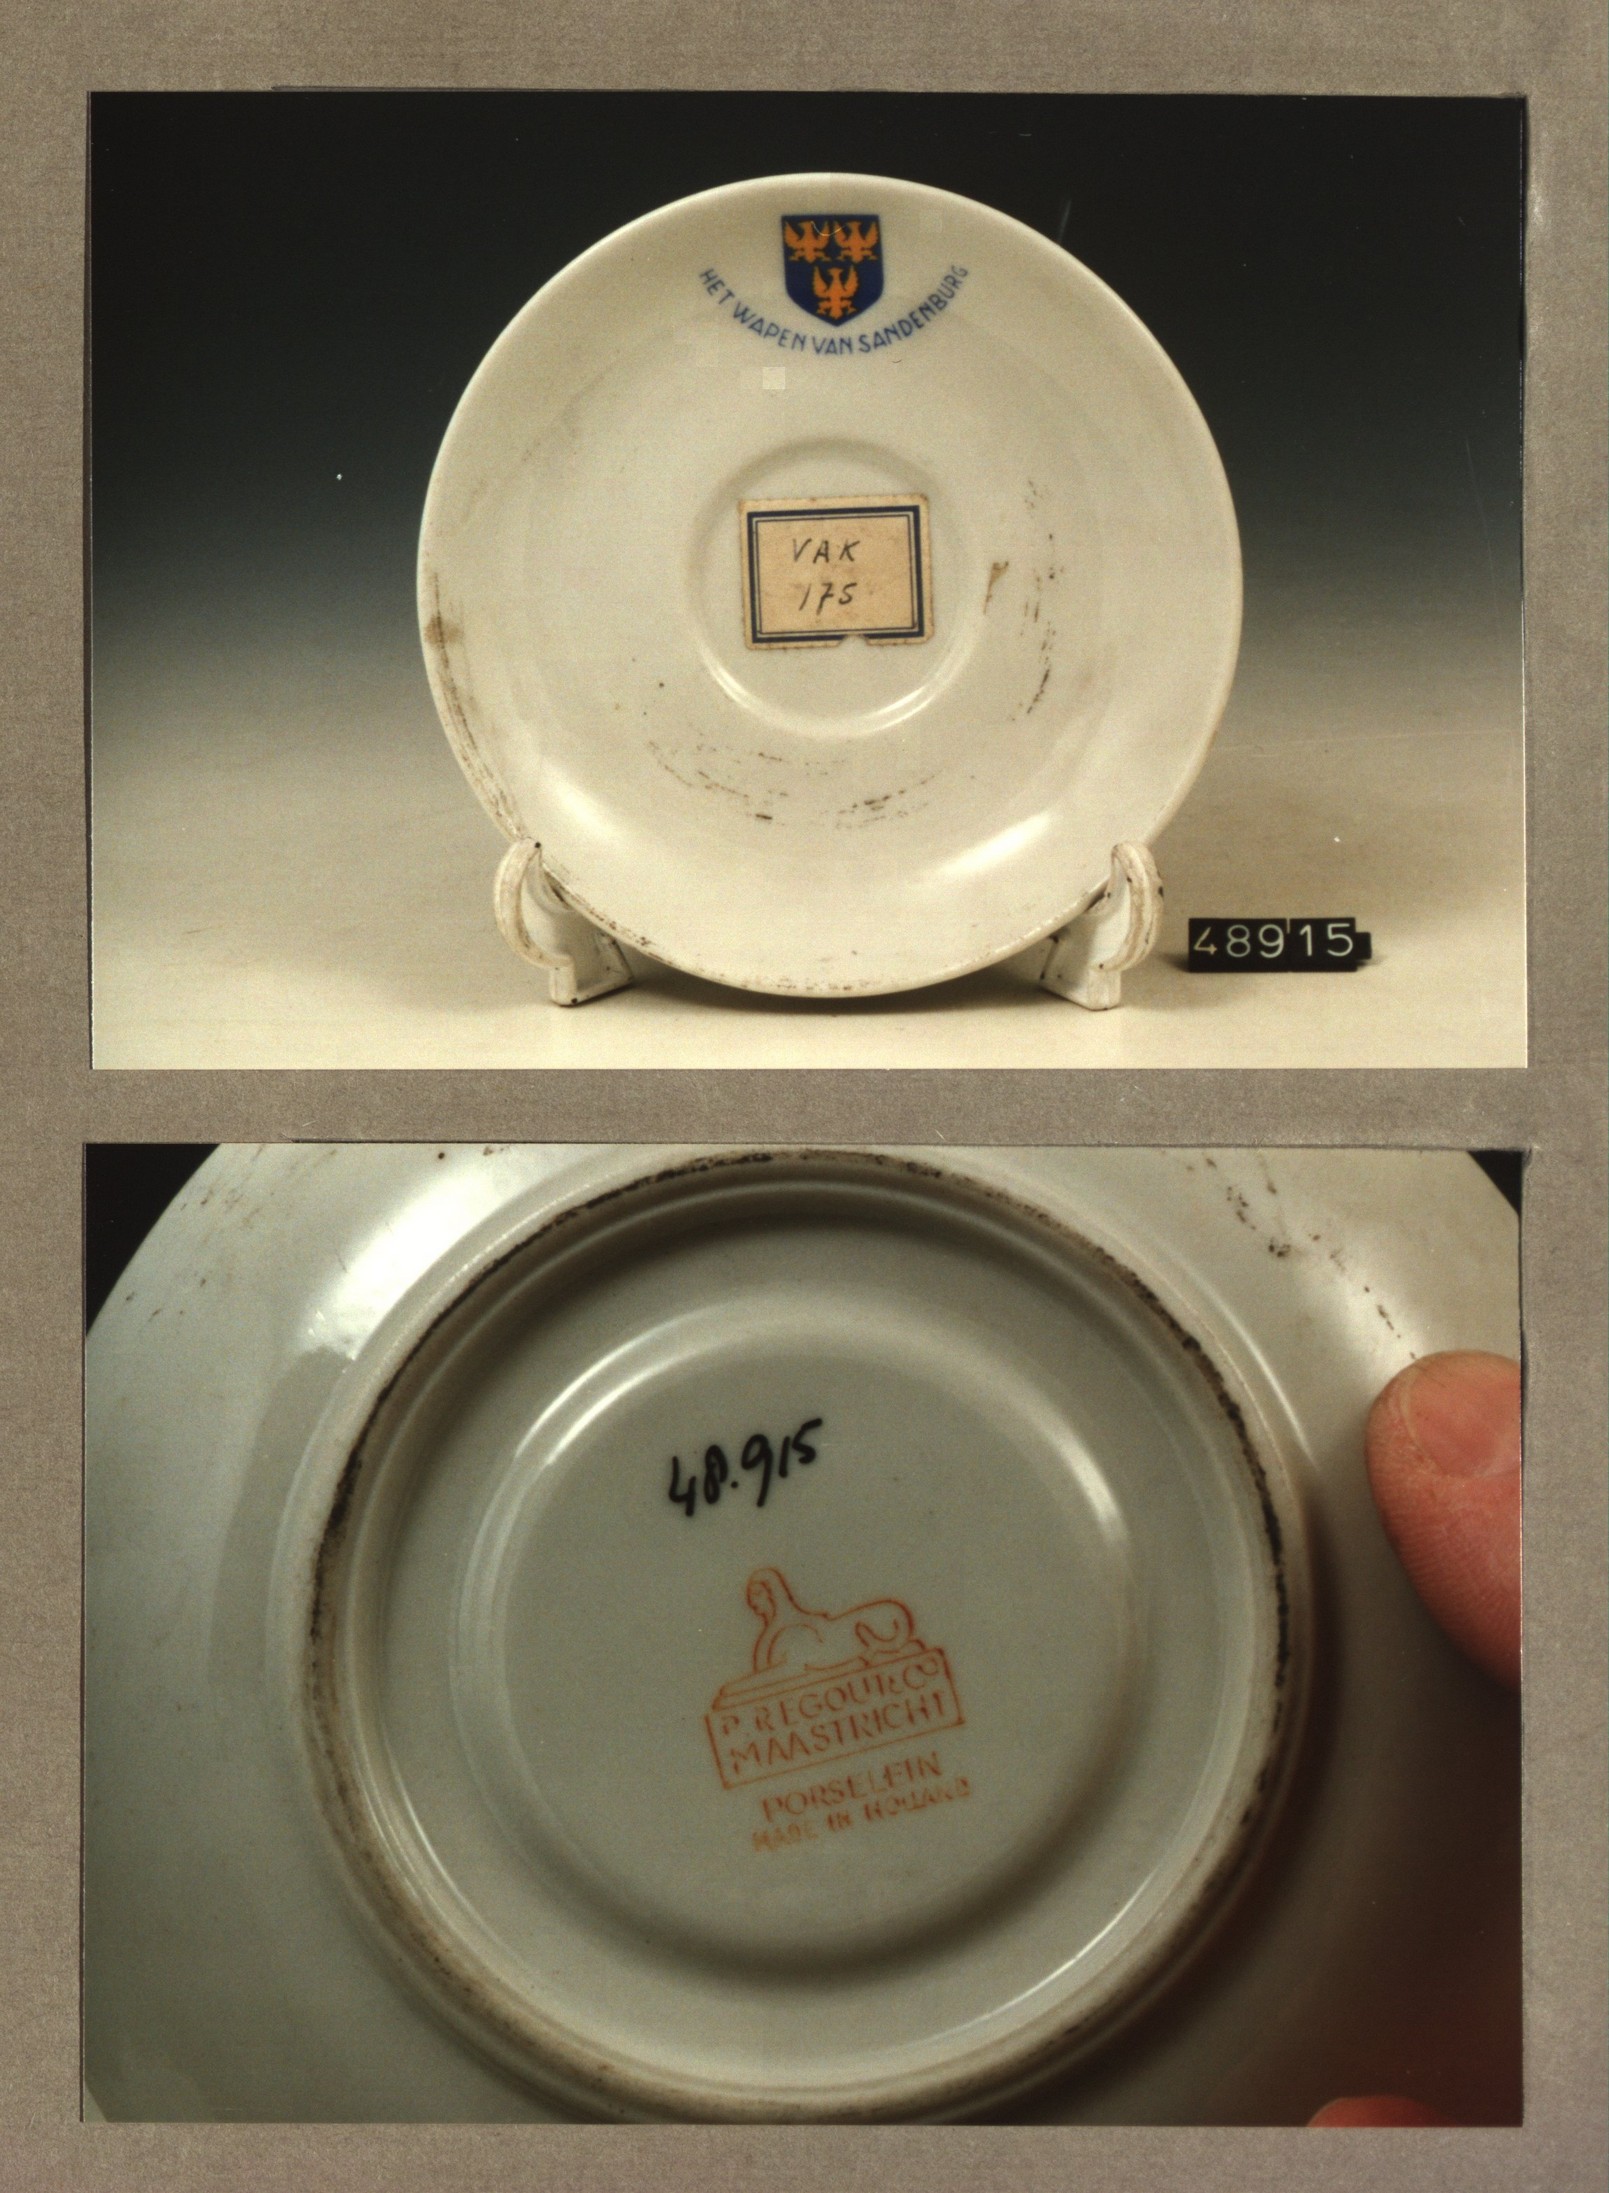 HET WAPEN VAN SANDENBURG
VAK
175
48915
48.915
P. REGOUT & Co
MAASTRICHT
PORSELEIN
MADE IN HOLLAND